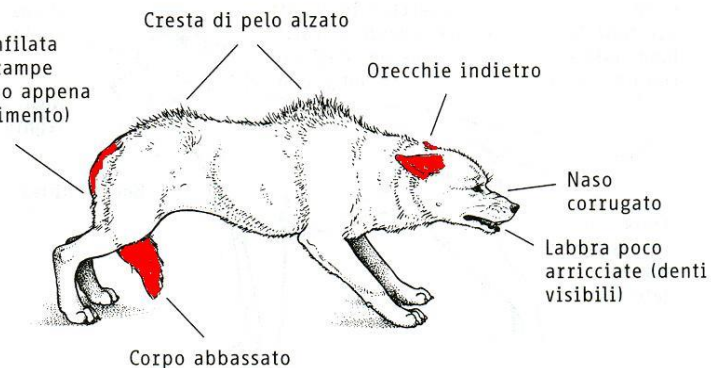 Cresta di pelo alzato
filata
ampe
o appena
imento)
Orecchie indietro
Naso
corrugato
Labbra poco
arricciate (denti
visibili)
Corpo abbassato